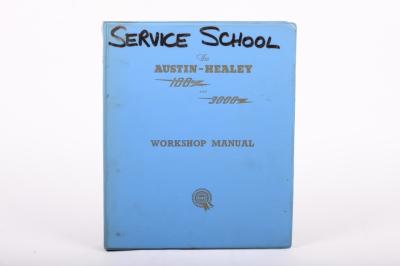 SERVICE SCHOOL
The
AUSTIN-HEALEY
100
AND
3000
WORKSHOP MANUAL